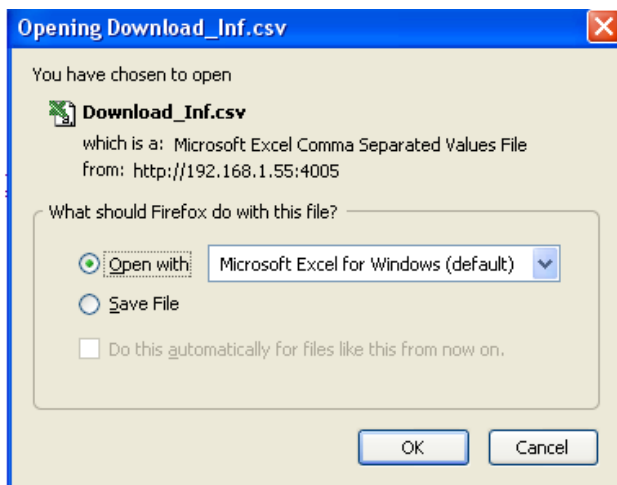 Opening Download_Inf.csv
You have chosen to open
Download_Inf.csv
which is a: Microsoft Excel Comma Separated Values File
from: http://192.168.1.55:4005
What should Firefox do with this file?
Open with Microsoft Excel for Windows (default)
Save File
Do this automatically for files like this from now on.
OK Cancel